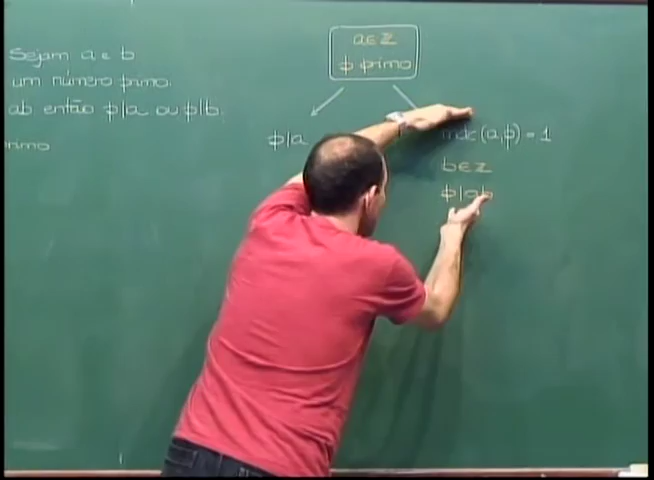 Sejam a e b
um número primo.
ab então p|a ou p|b
primo
a ∈ ℤ
p primo
p|a
mdc(a,p) = 1
b ∈ ℤ
p|ab